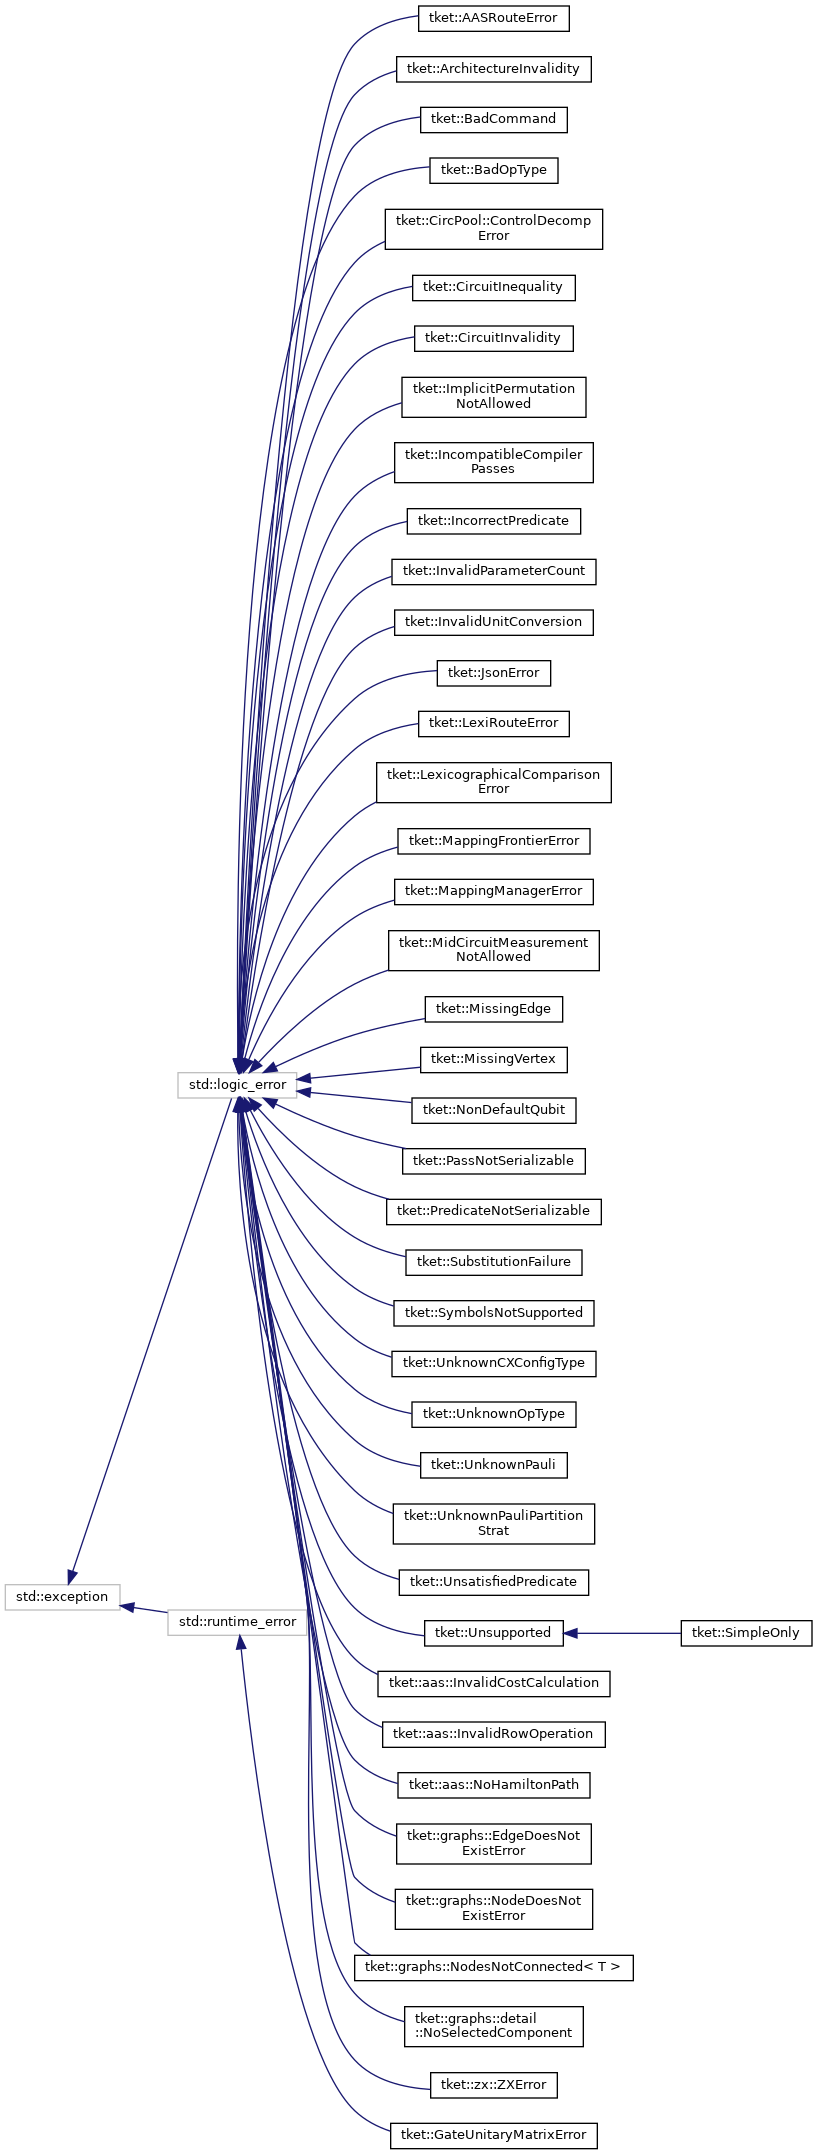 tket::AASRouteError
tket::ArchitectureInvalidity
tket::BadCommand
tket::BadOpType
tket::CircPool::ControlDecomp
Error
tket::CircuitInequality
tket::CircuitInvalidity
tket::ImplicitPermutation
NotAllowed
tket::IncompatibleCompiler
Passes
tket::IncorrectPredicate
tket::InvalidParameterCount
tket::InvalidUnitConversion
tket::JsonError
tket::LexiRouteError
tket::LexicographicalComparison
Error
tket::MappingFrontierError
tket::MappingManagerError
tket::MidCircuitMeasurement
NotAllowed
tket::MissingEdge
tket::MissingVertex
std::logic_error
tket::NonDefaultQubit
tket::PassNotSerializable
tket::PredicateNotSerializable
tket::SubstitutionFailure
tket::SymbolsNotSupported
tket::UnknownCXConfigType
tket::UnknownOpType
tket::UnknownPauli
tket::UnknownPauliPartition
Strat
tket::UnsatisfiedPredicate
std::exception
std::runtime_error
tket::Unsupported
tket::SimpleOnly
tket::aas::InvalidCostCalculation
tket::aas::InvalidRowOperation
tket::aas::NoHamiltonPath
tket::graphs::EdgeDoesNot
ExistError
tket::graphs::NodeDoesNot
ExistError
tket::graphs::NodesNotConnected< T >
tket::graphs::detail
::NoSelectedComponent
tket::zx::ZXError
tket::GateUnitaryMatrixError